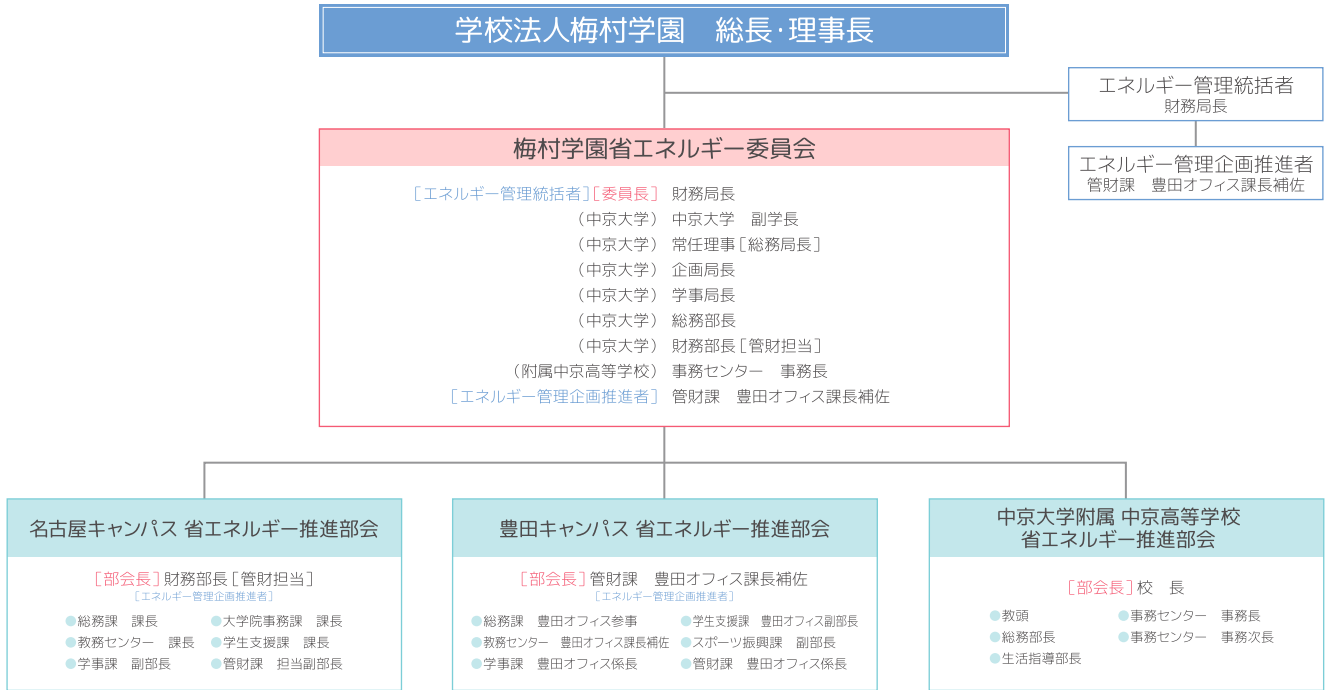 学校法人梅村学園　総長・理事長
エネルギー管理統括者
財務局長
エネルギー管理企画推進者
管財課　豊田オフィス課長補佐
梅村学園省エネルギー委員会
［エネルギー管理統括者］［委員長］ 財務局長
（中京大学） 中京大学　副学長
（中京大学） 常任理事［総務局長］
（中京大学） 企画局長
（中京大学） 学事局長
（中京大学） 総務部長
（中京大学） 財務部長［管財担当］
（附属中京高等学校） 事務センター　事務長
［エネルギー管理企画推進者］ 管財課　豊田オフィス課長補佐
名古屋キャンパス 省エネルギー推進部会
［部会長］財務部長［管財担当］
［エネルギー管理企画推進者］
●総務課　課長　●大学院事務課　課長
●教務センター　課長　●学生支援課　課長
●学事課　副部長　●管財課　担当副部長
豊田キャンパス 省エネルギー推進部会
［部会長］管財課　豊田オフィス課長補佐
［エネルギー管理企画推進者］
●総務課　豊田オフィス参事　●学生支援課　豊田オフィス副部長
●教務センター　豊田オフィス課長補佐　●スポーツ振興課　副部長
●学事課　豊田オフィス係長　●管財課　豊田オフィス係長
中京大学附属 中京高等学校
省エネルギー推進部会
［部会長］校　長
●教頭　●事務センター　事務長
●総務部長　●事務センター　事務次長
●生活指導部長